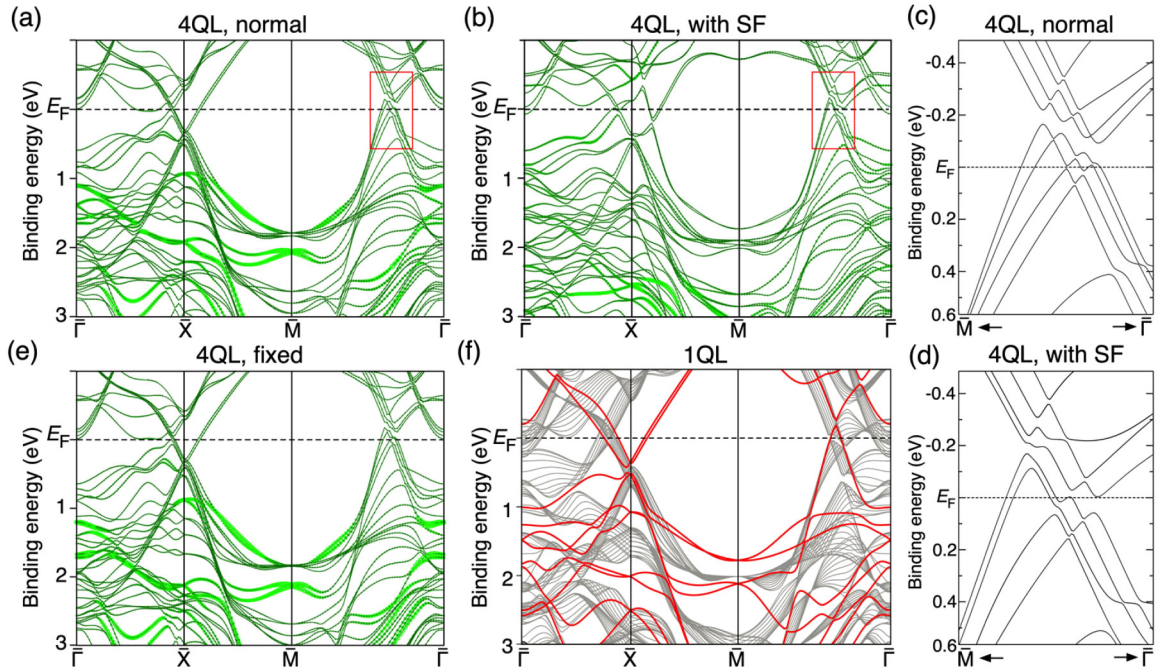 (a) 4QL, normal
Binding energy (eV)
E_F
1
2
3
Γ̄ X̄ M̄ Γ̄
(b) 4QL, with SF
Binding energy (eV)
E_F
1
2
3
Γ̄ X̄ M̄ Γ̄
(c) 4QL, normal
Binding energy (eV)
-0.4
-0.2
E_F
0.2
0.4
0.6
M̄ ← → Γ̄
(e) 4QL, fixed
Binding energy (eV)
E_F
1
2
3
Γ̄ X̄ M̄ Γ̄
(f) 1QL
Binding energy (eV)
E_F
1
2
3
Γ̄ X̄ M̄ Γ̄
(d) 4QL, with SF
Binding energy (eV)
-0.4
-0.2
E_F
0.2
0.4
0.6
M̄ ← → Γ̄